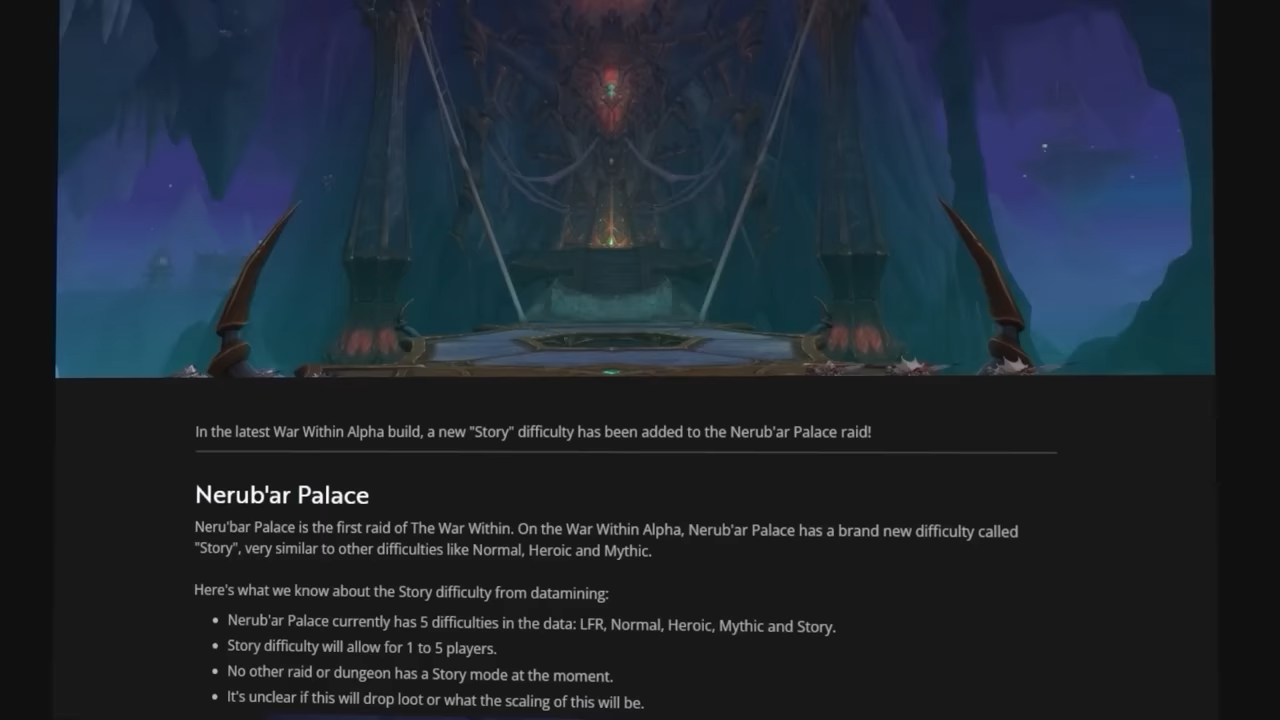 In the latest War Within Alpha build, a new "Story" difficulty has been added to the Nerub'ar Palace raid!
Nerub'ar Palace
Neru'bar Palace is the first raid of The War Within. On the War Within Alpha, Nerub'ar Palace has a brand new difficulty called
"Story", very similar to other difficulties like Normal, Heroic and Mythic.
Here's what we know about the Story difficulty from datamining:
• Nerub'ar Palace currently has 5 difficulties in the data: LFR, Normal, Heroic, Mythic and Story.
• Story difficulty will allow for 1 to 5 players.
• No other raid or dungeon has a Story mode at the moment.
• It's unclear if this will drop loot or what the scaling of this will be.